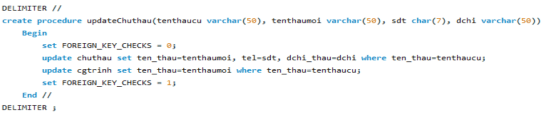 DELIMITER //
create procedure updateChuthau(tenthaucu varchar(50), tenthaumoi varchar(50), sdt char(7), dchi varchar(50))
Begin
set FOREIGN_KEY_CHECKS = 0;
update chuthau set ten_thau=tenthaumoi, tel=sdt, dchi_thau=dchi where ten_thau=tenthaucu;
update cgtrinh set ten_thau=tenthaumoi where ten_thau=tenthaucu;
set FOREIGN_KEY_CHECKS = 1;
End //
DELIMITER ;